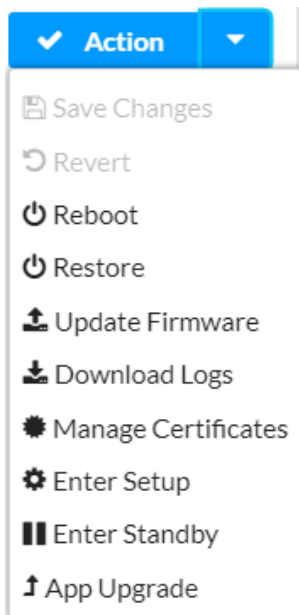 Action
Save Changes
Revert
Reboot
Restore
Update Firmware
Download Logs
Manage Certificates
Enter Setup
Enter Standby
App Upgrade